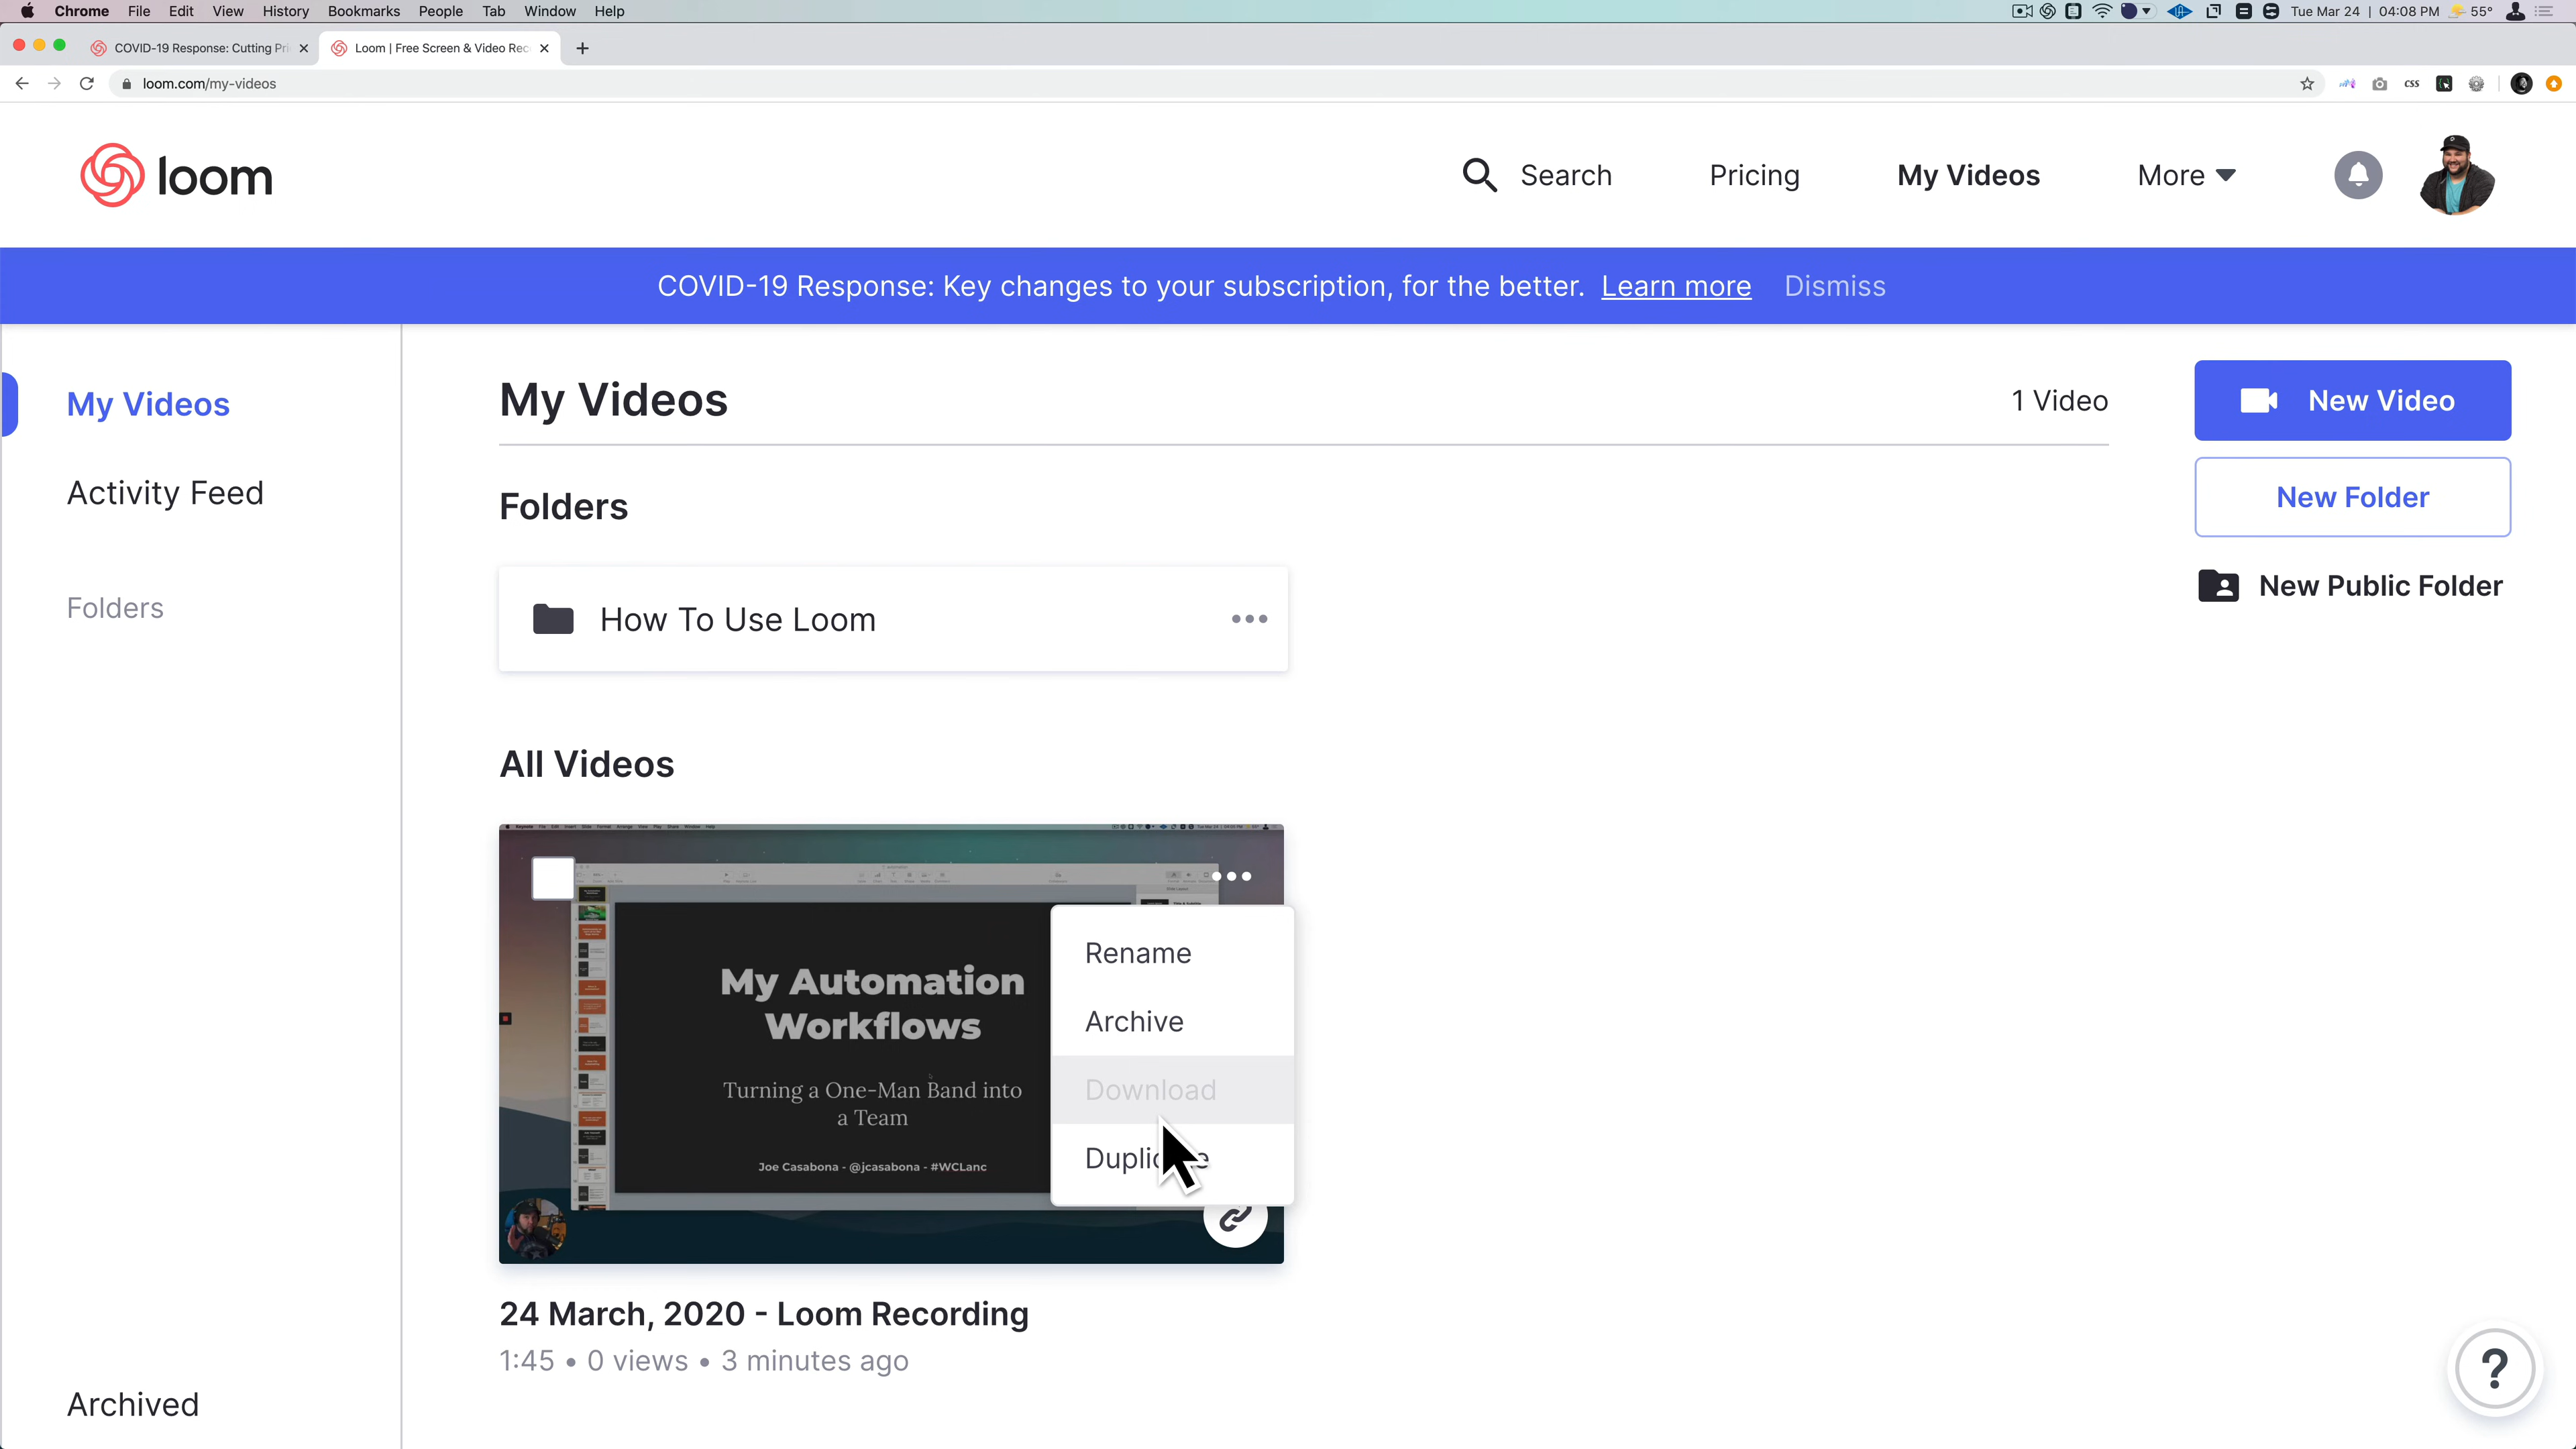 Chrome File Edit View History Bookmarks People Tab Window Help
Tue Mar 24 | 04:08 PM 55°
COVID-19 Response: Cutting Pri
Loom | Free Screen & Video Rec
loom.com/my-videos
css
loom
Search Pricing My Videos More
COVID-19 Response: Key changes to your subscription, for the better. Learn more Dismiss
My Videos
Activity Feed
Folders
Archived
My Videos
1 Video
New Video
New Folder
New Public Folder
Folders
How To Use Loom
All Videos
My Automation
Workflows
Turning a One-Man Band into
a Team
Joe Casabona - @jcasabona - #WCLanc
Rename
Archive
Download
24 March, 2020 - Loom Recording
1:45 • 0 views • 3 minutes ago
?